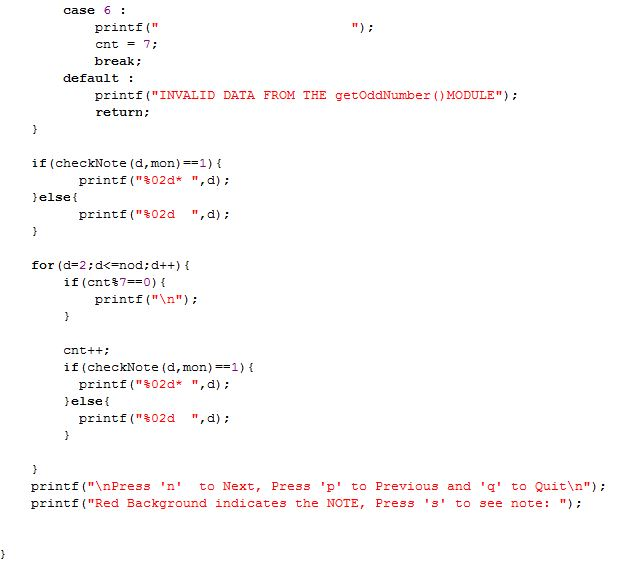 case 6 :
printf("                        ");
cnt = 7;
break;
default :
printf("INVALID DATA FROM THE getOddNumber()MODULE");
return;
}
if(checkNote(d,mon)==1){
printf("%02d* ",d);
}else{
printf("%02d  ",d);
}
for(d=2;d<=nod;d++){
if(cnt%7==0){
printf("\n");
}
cnt++;
if(checkNote(d,mon)==1){
printf("%02d* ",d);
}else{
printf("%02d  ",d);
}
}
printf("\nPress 'n'  to Next, Press 'p' to Previous and 'q' to Quit\n");
printf("Red Background indicates the NOTE, Press 's' to see note: ");
}